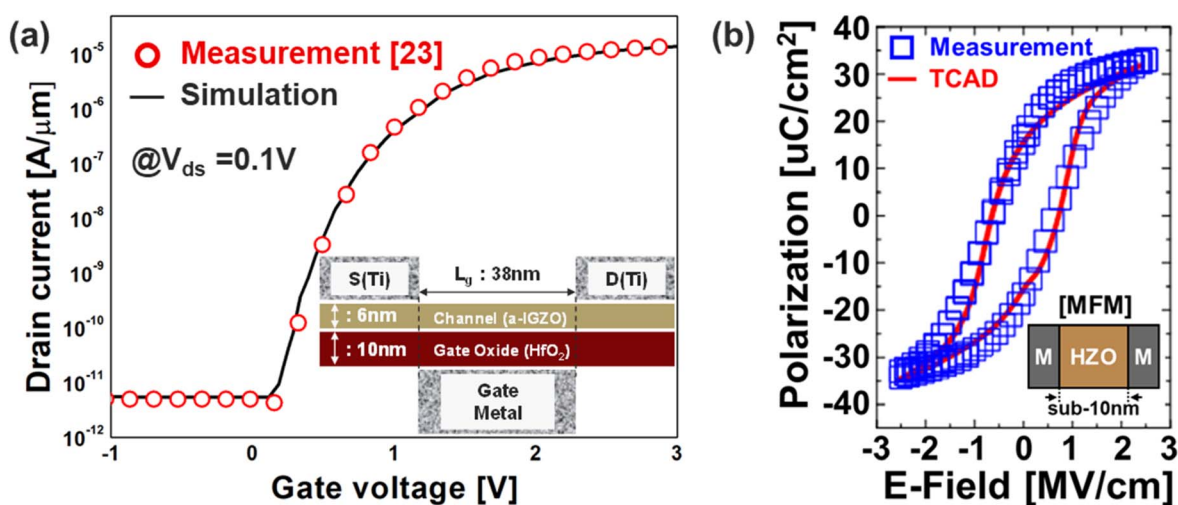 (a)
Drain current [A/μm]
10⁻⁵
10⁻⁶
10⁻⁷
10⁻⁸
10⁻⁹
10⁻¹⁰
10⁻¹¹
10⁻¹²
Measurement [23]
Simulation
@V_ds =0.1V
S(Ti)
L_g : 38nm
D(Ti)
: 6nm
Channel (a-IGZO)
: 10nm
Gate Oxide (HfO₂)
Gate
Metal
-1
0
1
2
3
Gate voltage [V]
(b)
Polarization [uC/cm²]
40
30
20
10
0
-10
-20
-30
-40
Measurement
TCAD
[MFM]
M
HZO
M
sub-10nm
-3
-2
-1
0
1
2
3
E-Field [MV/cm]